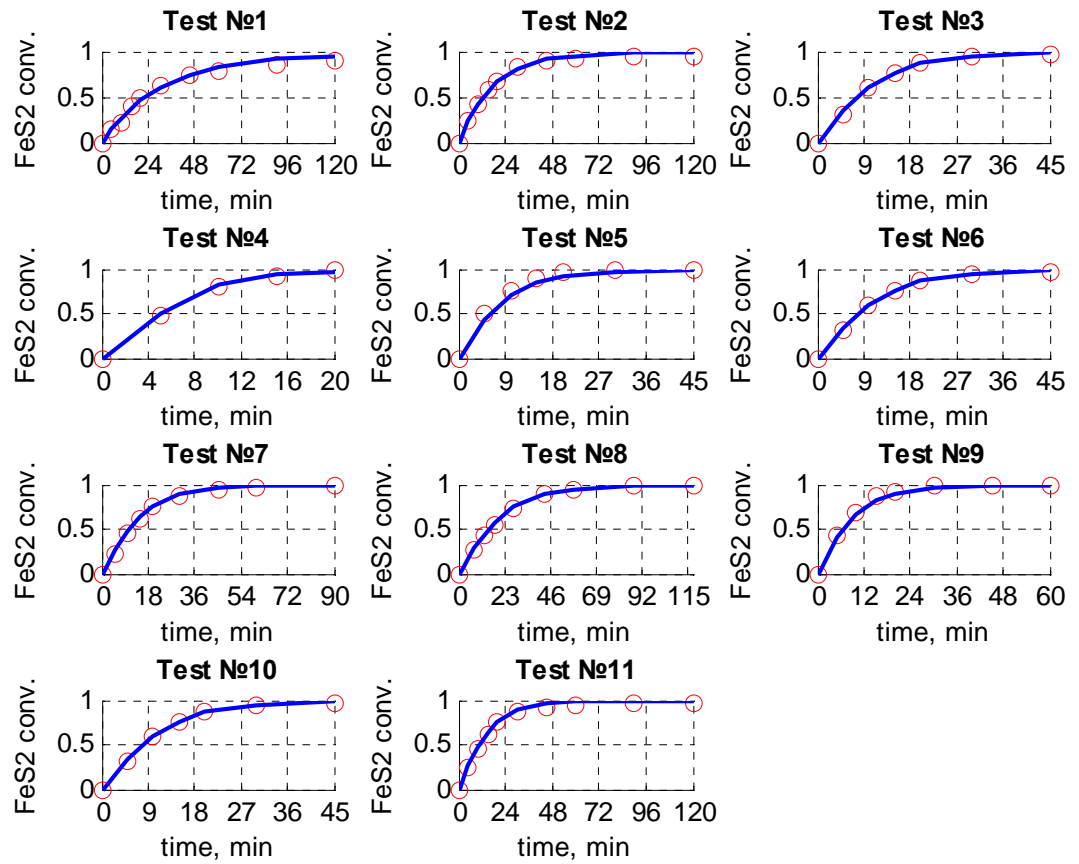 Test №1
FeS2 conv.
1
0.5
0
0 24 48 72 96 120
time, min
Test №2
FeS2 conv.
1
0.5
0
0 24 48 72 96 120
time, min
Test №3
FeS2 conv.
1
0.5
0
0 9 18 27 36 45
time, min
Test №4
FeS2 conv.
1
0.5
0
0 4 8 12 16 20
time, min
Test №5
FeS2 conv.
1
0.5
0
0 9 18 27 36 45
time, min
Test №6
FeS2 conv.
1
0.5
0
0 9 18 27 36 45
time, min
Test №7
FeS2 conv.
1
0.5
0
0 18 36 54 72 90
time, min
Test №8
FeS2 conv.
1
0.5
0
0 23 46 69 92 115
time, min
Test №9
FeS2 conv.
1
0.5
0
0 12 24 36 48 60
time, min
Test №10
FeS2 conv.
1
0.5
0
0 9 18 27 36 45
time, min
Test №11
FeS2 conv.
1
0.5
0
0 24 48 72 96 120
time, min